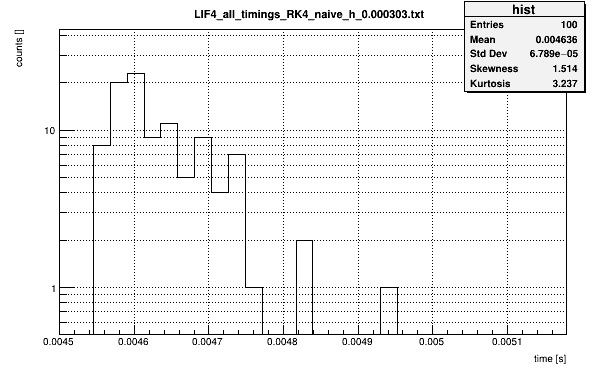 LIF4_all_timings_RK4_naive_h_0.000303.txt
hist
Entries 100
Mean 0.004636
Std Dev 6.789e−05
Skewness 1.514
Kurtosis 3.237
counts []
10
1
0.0045 0.0046 0.0047 0.0048 0.0049 0.005 0.0051
time [s]